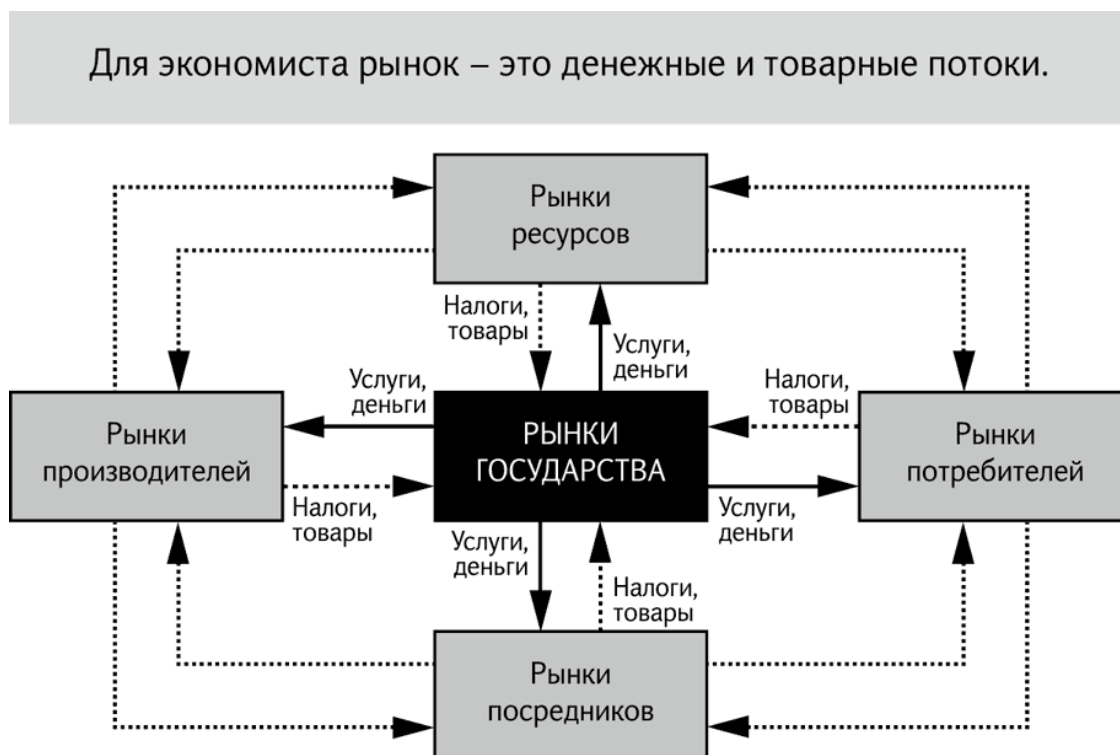 Для экономиста рынок – это денежные и товарные потоки.
Рынки
ресурсов
Налоги,
товары
Услуги,
деньги
Услуги,
деньги
Налоги,
товары
Рынки
производителей
РЫНКИ
ГОСУДАРСТВА
Рынки
потребителей
Налоги,
товары
Услуги,
деньги
Услуги,
деньги
Налоги,
товары
Рынки
посредников